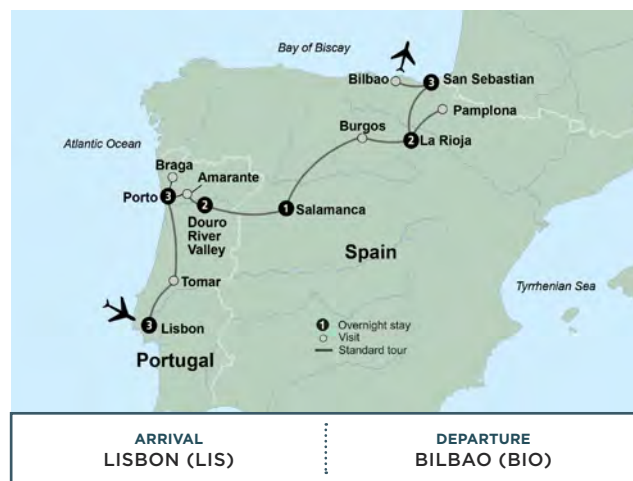 Bay of Biscay
Bilbao
3
San Sebastian
Pamplona
Burgos
2
La Rioja
Atlantic Ocean
Braga
Amarante
Porto
3
2
Douro
River
Valley
1
Salamanca
Spain
Tomar
Tyrrhenian Sea
3
Lisbon
Portugal
1 Overnight stay
Visit
Standard tour
ARRIVAL
LISBON (LIS)
DEPARTURE
BILBAO (BIO)